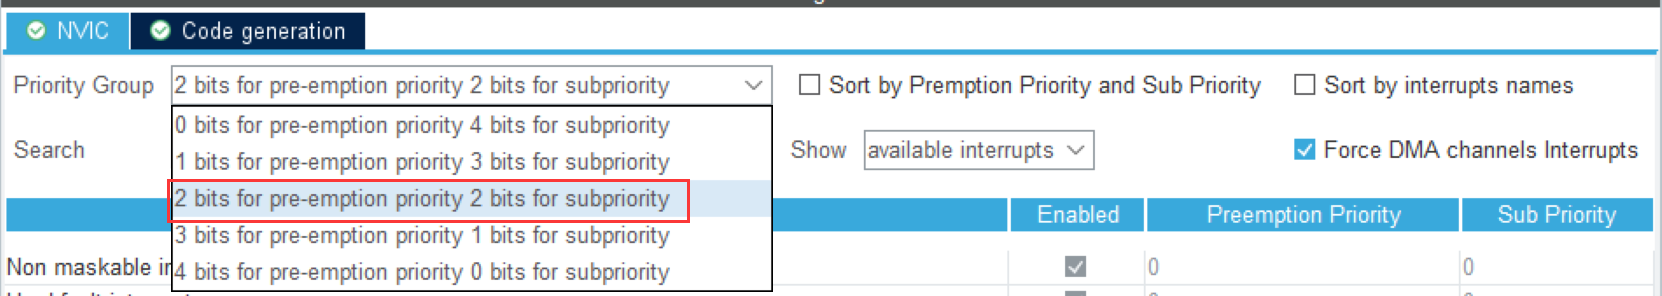 NVIC Code generation
Priority Group 2 bits for pre-emption priority 2 bits for subpriority Sort by Premption Priority and Sub Priority Sort by interrupts names
0 bits for pre-emption priority 4 bits for subpriority
Search Show available interrupts Force DMA channels Interrupts
1 bits for pre-emption priority 3 bits for subpriority
2 bits for pre-emption priority 2 bits for subpriority
Enabled Preemption Priority Sub Priority
3 bits for pre-emption priority 1 bits for subpriority
Non maskable in 0 0
4 bits for pre-emption priority 0 bits for subpriority